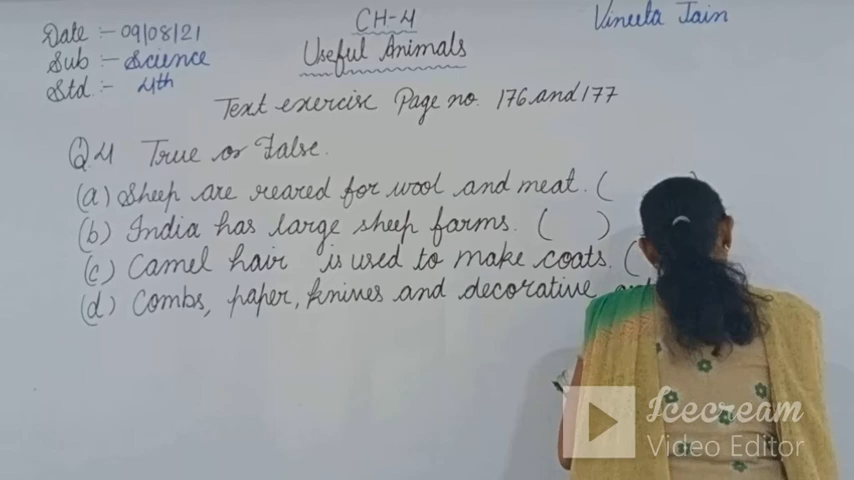 Date :- 09/08/21
Sub :- Science
Std :- 4th
CH-4
Useful Animals
Vineeta Jain
Text exercise Page no. 176 and 177
Q4 True or False.
(a) Sheep are reared for wool and meat. ( )
(b) India has large sheep farms. ( )
(c) Camel hair is used to make coats. (
(d) Combs, paper, knives and decorative
Icecream
Video Editor